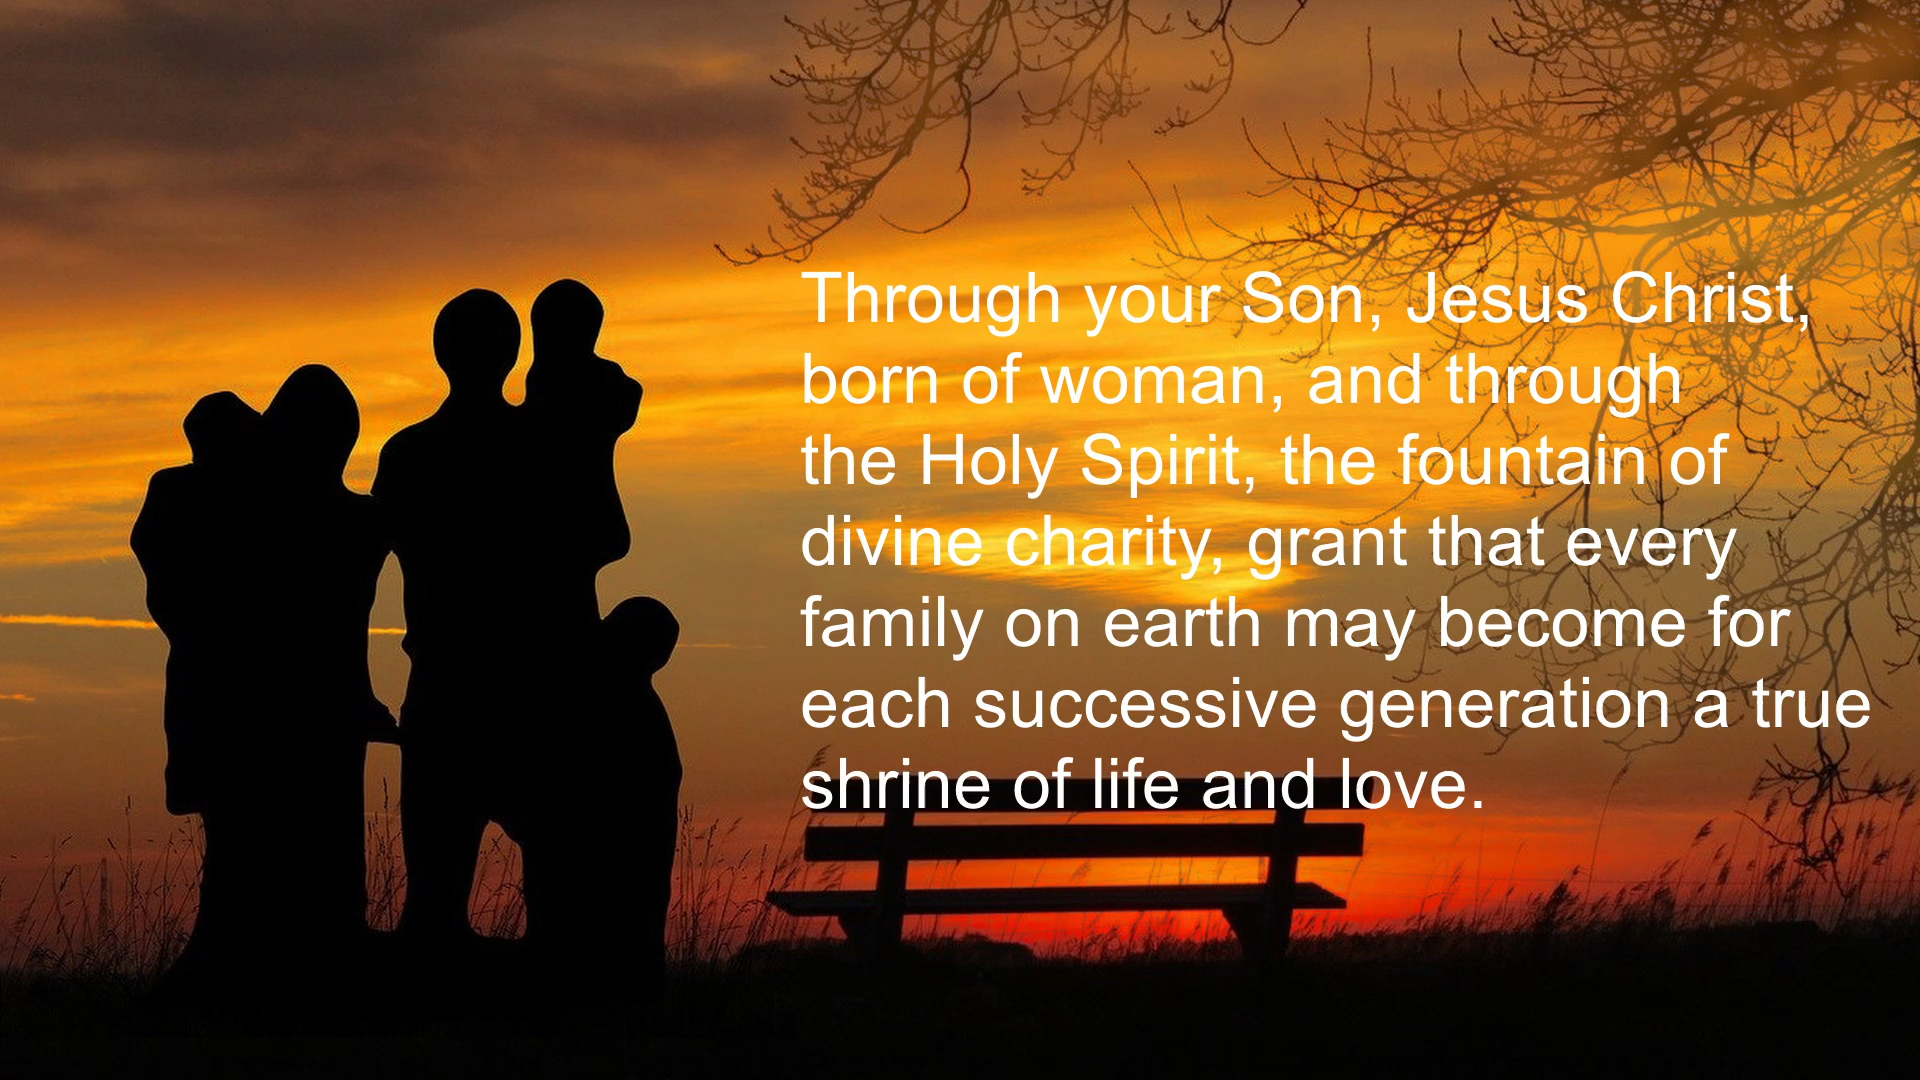 Through your Son, Jesus Christ,
born of woman, and through
the Holy Spirit, the fountain of
divine charity, grant that every
family on earth may become for
each successive generation a true
shrine of life and love.